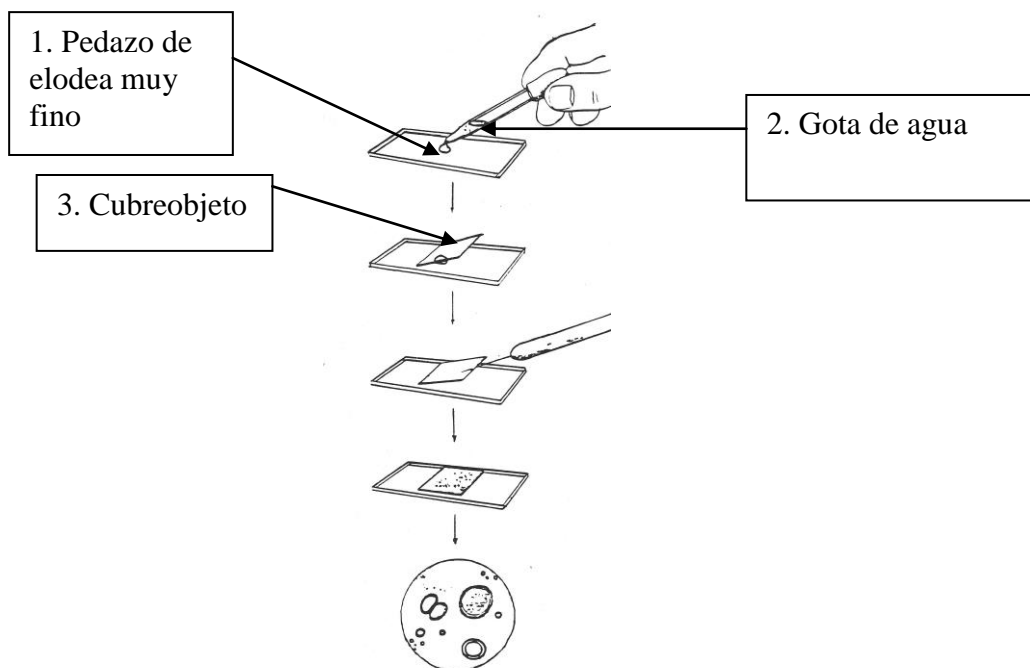 1. Pedazo de
elodea muy
fino
2. Gota de agua
3. Cubreobjeto